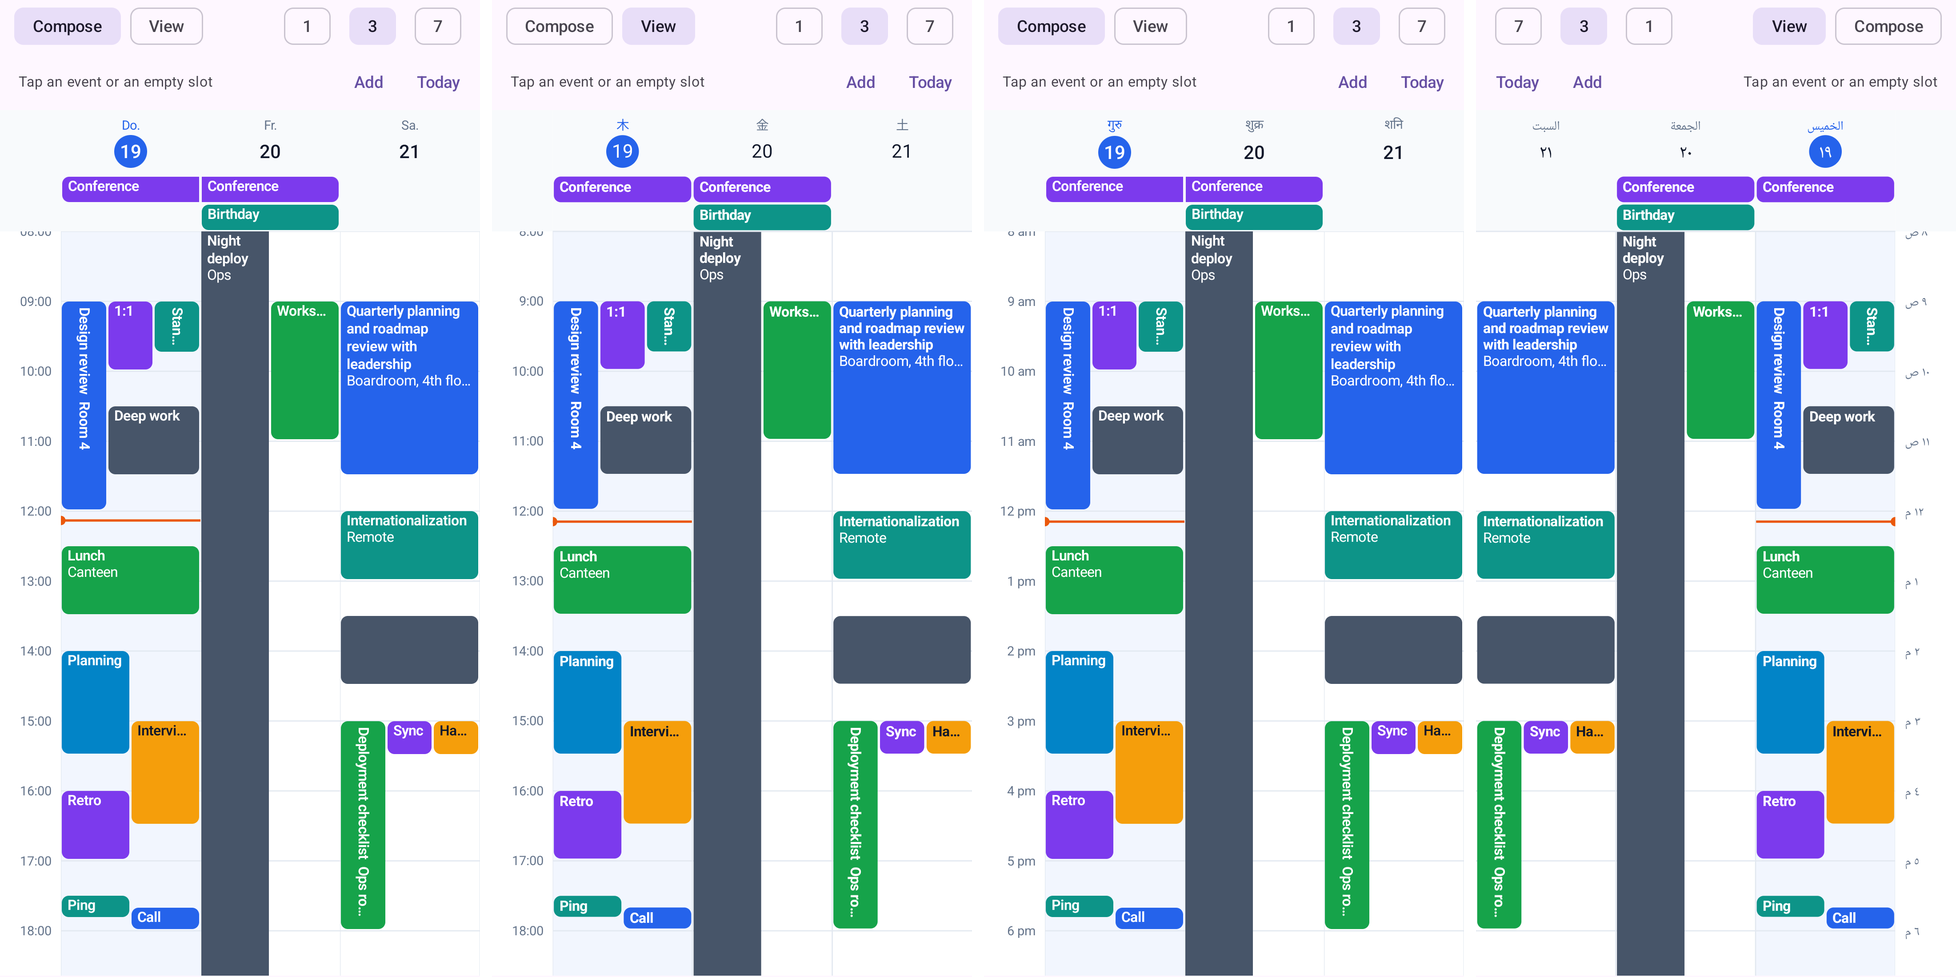 Compose View 1 3 7
Tap an event or an empty slot Add Today
Do. Fr. Sa.
19 20 21
Conference Conference
Birthday
08:00
Night
deploy
Ops
09:00
Design review Room 4
1:1
Stan...
Works...
Quarterly planning
and roadmap
review with
leadership
Boardroom, 4th flo...
10:00
Deep work
11:00
12:00
Internationalization
Remote
Lunch
Canteen
13:00
14:00
Planning
15:00
Intervi...
Deployment checklist Ops ro...
Sync
Ha...
16:00
Retro
17:00
Ping
Call
18:00
Compose View 1 3 7
Tap an event or an empty slot Add Today
木 金 土
19 20 21
Conference Conference
Birthday
8:00
Night
deploy
Ops
9:00
Design review Room 4
1:1
Stan...
Works...
Quarterly planning
and roadmap review
with leadership
Boardroom, 4th flo...
10:00
Deep work
11:00
12:00
Internationalization
Remote
Lunch
Canteen
13:00
14:00
Planning
15:00
Intervi...
Deployment checklist Ops ro...
Sync
Ha...
16:00
Retro
17:00
Ping
Call
18:00
Compose View 1 3 7
Tap an event or an empty slot Add Today
गुरु शुक्र शनि
19 20 21
Conference Conference
Birthday
8 am
Night
deploy
Ops
9 am
Design review Room 4
1:1
Stan...
Works...
Quarterly planning
and roadmap
review with
leadership
Boardroom, 4th flo...
10 am
Deep work
11 am
12 pm
Internationalization
Remote
Lunch
Canteen
1 pm
2 pm
Planning
3 pm
Intervi...
Deployment checklist Ops ro...
Sync
Ha...
4 pm
Retro
5 pm
Ping
Call
6 pm
7 3 1 View Compose
Today Add Tap an event or an empty slot
الخميس الجمعة السبت
١٩ ٢٠ ٢١
Conference Conference
Birthday
٨ ص
Night
deploy
Ops
٩ ص
Design review Room 4
1:1
Stan...
Works...
Quarterly planning
and roadmap review
with leadership
Boardroom, 4th flo...
١٠ ص
Deep work
١١ ص
١٢ م
Internationalization
Remote
Lunch
Canteen
١ م
٢ م
Planning
٣ م
Intervi...
Deployment checklist Ops ro...
Sync
Ha...
٤ م
Retro
٥ م
Ping
Call
٦ م